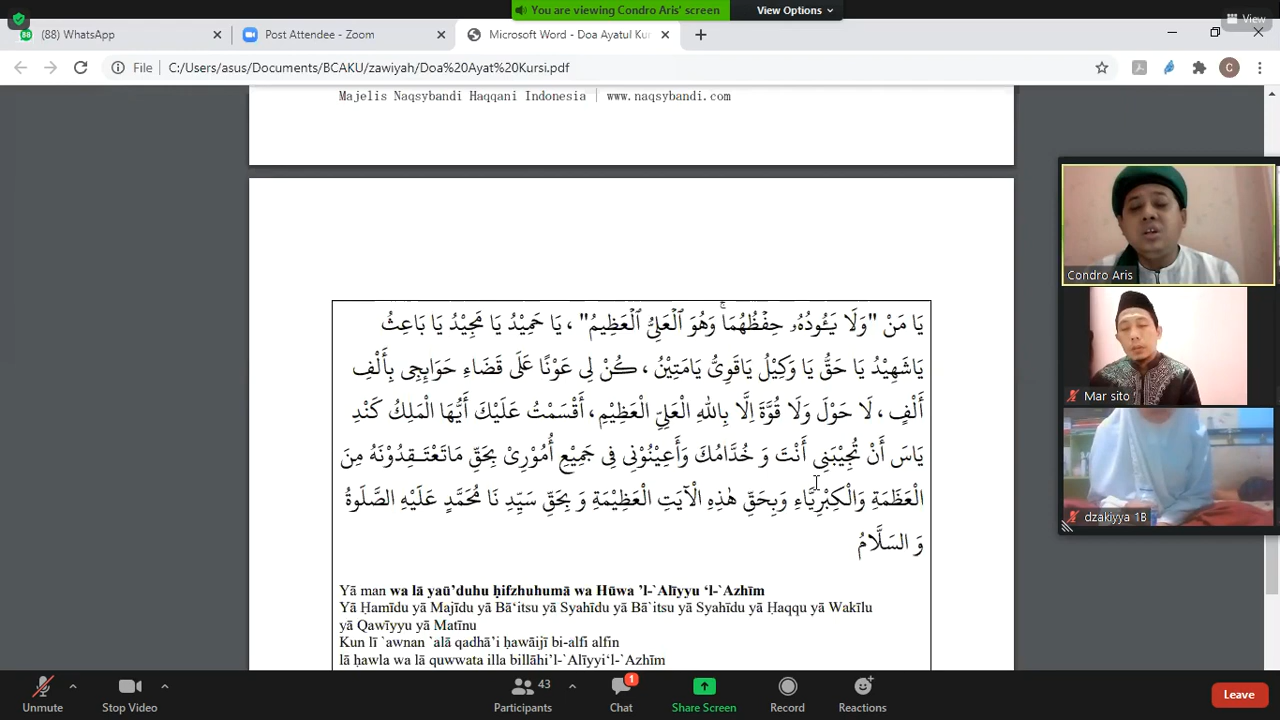 You are viewing Condro Aris' screen
View Options
View
(88) WhatsApp
Post Attendee - Zoom
Microsoft Word - Doa Ayatul Kur
File
C:/Users/asus/Documents/BCAKU/zawiyah/Doa%20Ayat%20Kursi.pdf
C
Majelis Naqsybandi Haqqani Indonesia | www.naqsybandi.com
يَا مَنْ "وَلَا يَـُٔودُهُۥ حِفْظُهُمَا ۚ وَهُوَ ٱلْعَلِىُّ ٱلْعَظِيمُ" ، يَا حَمِيْدُ يَا مَجِيْدُ يَا بَاعِثُ
يَاشَهِيْدُ يَا حَقُّ يَا وَكِيْلُ يَاقَوِىُّ يَامَتِيْنُ ، كُنْ لِى عَوْنًا عَلَى قَضَاءِ حَوَايِجِى بِأَلْفِ
أَلْفٍ ، لَا حَوْلَ وَلَا قُوَّةَ اِلَّا بِاللهِ الْعَلِىِّ الْعَظِيْمِ، أَقْسَمْتُ عَلَيْكَ أَيُّهَا الْمَلِكُ كَنْدِ
يَاسَ أَنْ تُجِيْبَنِى أَنْتَ وَ خُدَّامُكَ وَأَعِيْنُوْنِى فِى جَمِيْعِ أُمُوْرِىْ بِحَقِّ مَاتَعْتَـقِدُوْنَهُ مِنَ
الْعَظَمَةِ وَالْكِبْرِيَّاءِ وَبِحَقِّ هٰذِهِ الْآيَتِ الْعَظِيْمَةِ وَ بِحَقِّ سَيِّدِ نَا مُحَمَّدٍ عَلَيْهِ الصَّلَوةُ
وَ السَلَّامُ
Yā man wa lā yaū’duhu ḥifzhuhumā wa Hūwa ’l-`Alīyyu ‘l-`Azhīm
Yā Ḥamīdu yā Majīdu yā Bā‘itsu yā Syahīdu yā Bā`itsu yā Syahīdu yā Ḥaqqu yā Wakīlu
yā Qawīyyu yā Matīnu
Kun lī `awnan `alā qadhā’i ḥawāijī bi-alfi alfin
lā ḥawla wa lā quwwata illa billāhi’l-`Alīyyi‘l-`Azhīm
Condro Aris
Mar sito
dzakiyya 1B
Unmute
Stop Video
43
Participants
1
Chat
Share Screen
Record
Reactions
Leave